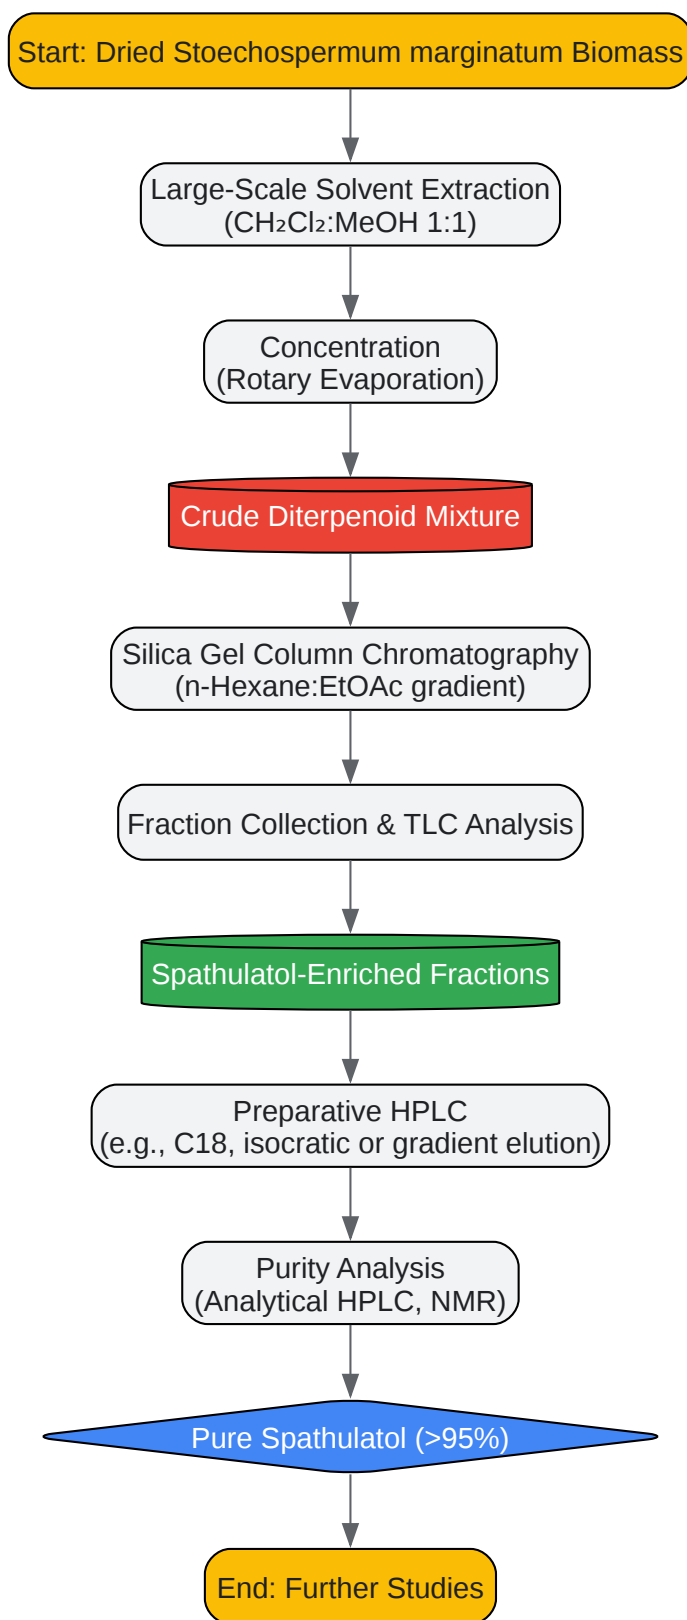 Start: Dried Stoechospermum marginatum Biomass
Large-Scale Solvent Extraction
(CH₂Cl₂:MeOH 1:1)
Concentration
(Rotary Evaporation)
Crude Diterpenoid Mixture
Silica Gel Column Chromatography
(n-Hexane:EtOAc gradient)
Fraction Collection & TLC Analysis
Spathulatol-Enriched Fractions
Preparative HPLC
(e.g., C18, isocratic or gradient elution)
Purity Analysis
(Analytical HPLC, NMR)
Pure Spathulatol (>95%)
End: Further Studies